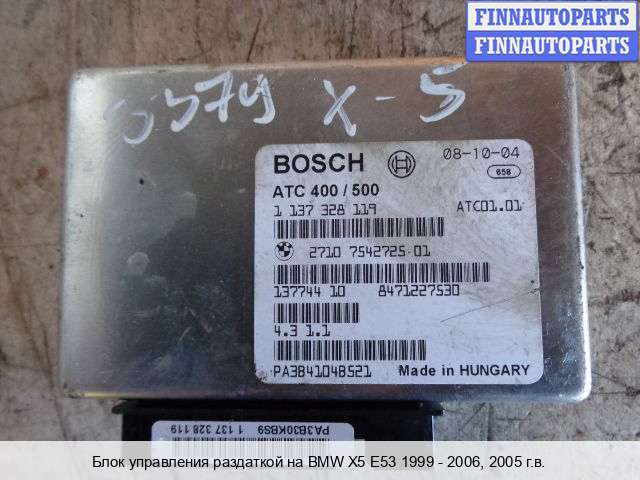 FINNAUTOPARTS
FINNAUTOPARTS
X-5
BOSCH
08-10-04
658
ATC 400 / 500
1 137 328 119
ATC01.01
2710 7542725-01
137744 10 8471227530
4.3 1.1
PA3B41048521
Made in HUNGARY
PA3B30KBS9 1 137 328 119
Блок управления раздаткой на BMW X5 E53 1999 - 2006, 2005 г.в.